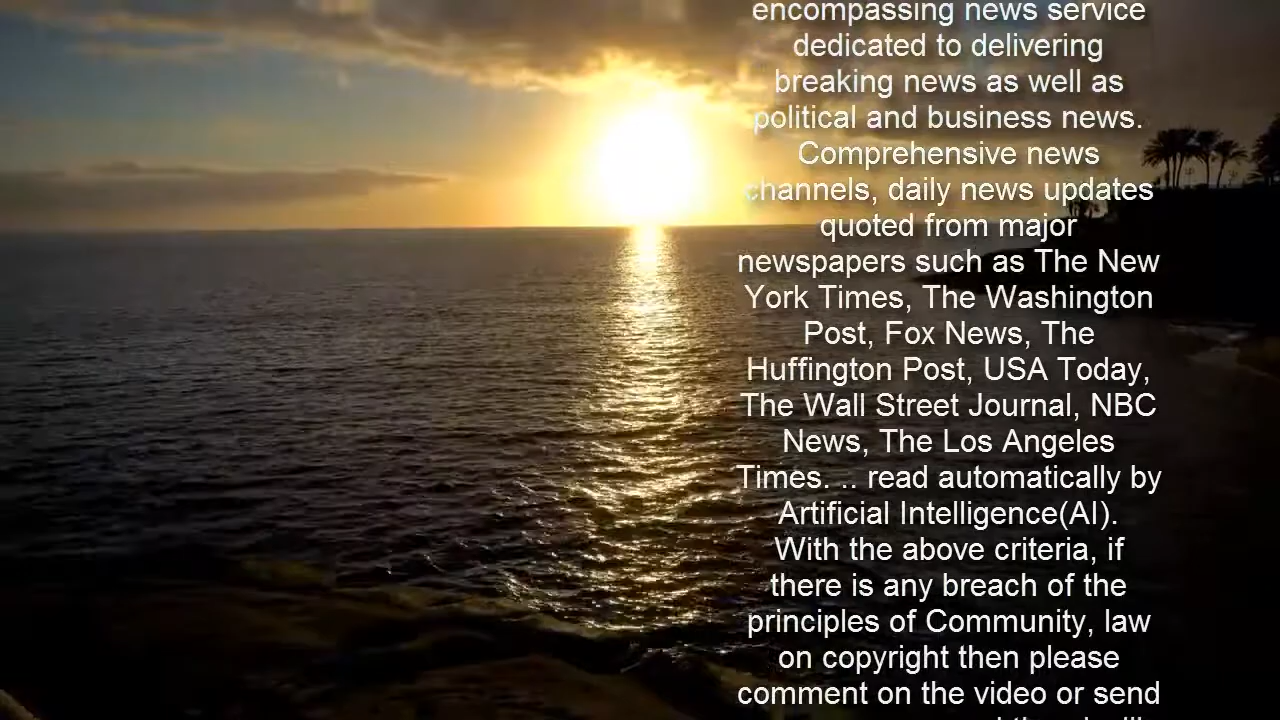 encompassing news service
dedicated to delivering
breaking news as well as
political and business news.
Comprehensive news
channels, daily news updates
quoted from major
newspapers such as The New
York Times, The Washington
Post, Fox News, The
Huffington Post, USA Today,
The Wall Street Journal, NBC
News, The Los Angeles
Times. .. read automatically by
Artificial Intelligence(AI).
With the above criteria, if
there is any breach of the
principles of Community, law
on copyright then please
comment on the video or send